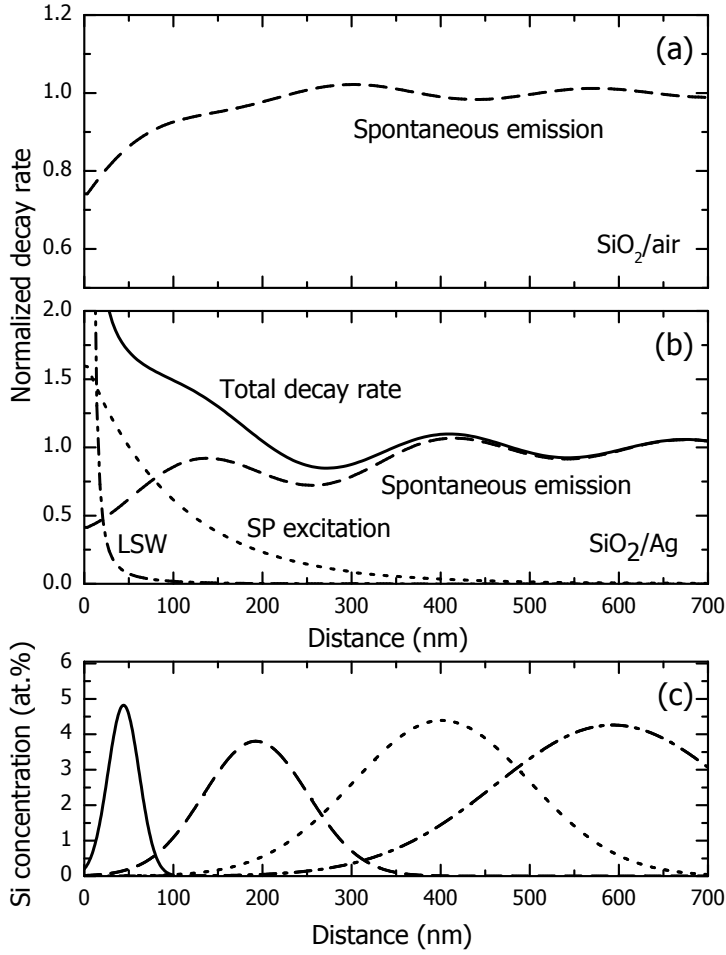 1.2
(a)
1.0
Spontaneous emission
0.8
0.6
SiO2/air
Normalized decay rate
2.0
(b)
1.5
Total decay rate
1.0
Spontaneous emission
0.5
SP excitation
LSW
SiO2/Ag
0.0
0 100 200 300 400 500 600 700
Distance (nm)
6
(c)
5
4
3
2
1
0
Si concentration (at.%)
0 100 200 300 400 500 600 700
Distance (nm)